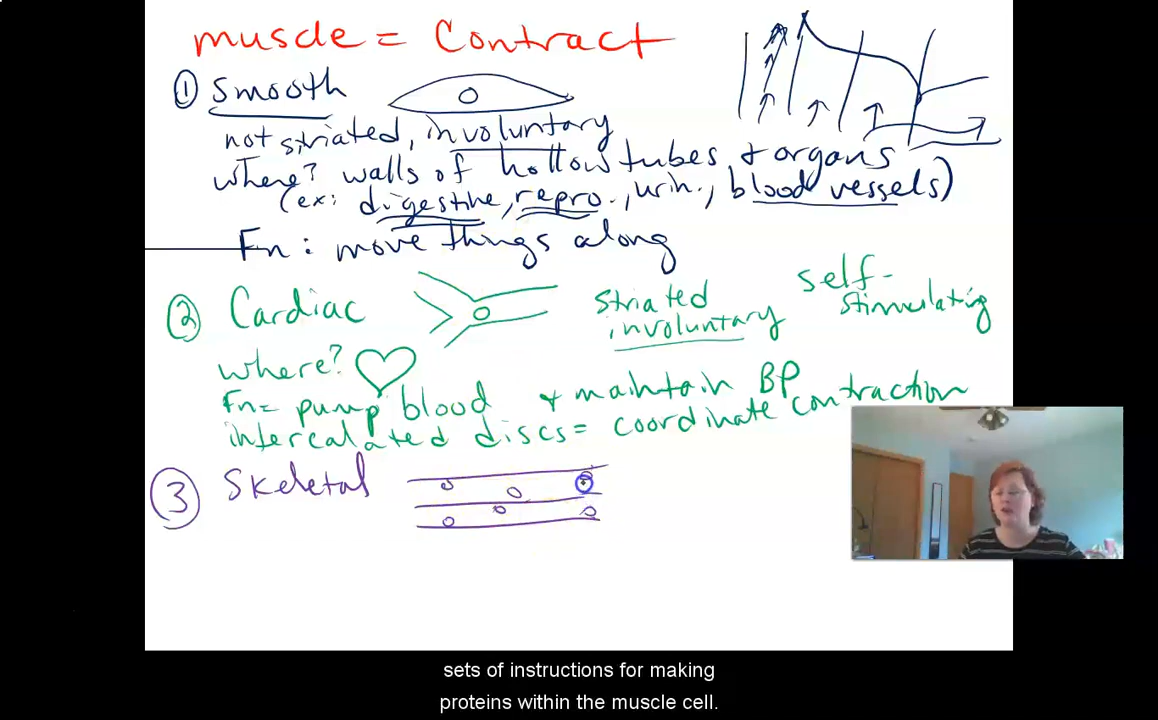 muscle = Contract
① Smooth
not striated, involuntary
where? walls of hollow tubes & organs
(ex: digestive, repro., urin., blood vessels)
Fn: move things along
② Cardiac
striated
involuntary
self-
stimulating
where?
Fn= pump blood & maintain BP
intercalated discs= coordinate contraction
③ Skeletal
sets of instructions for making
proteins within the muscle cell.